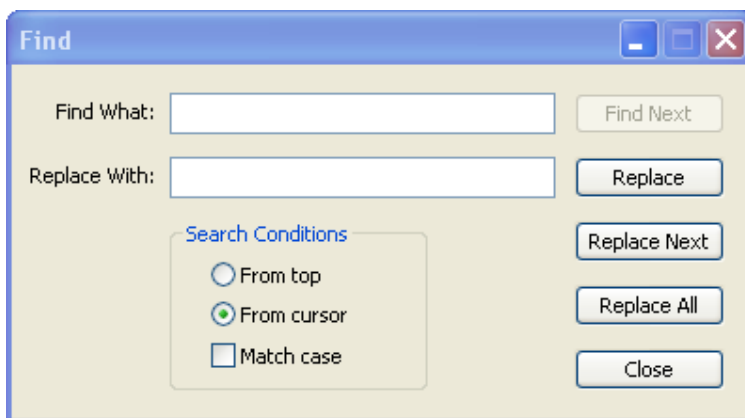 Find
Find What:
Find Next
Replace With:
Replace
Search Conditions
Replace Next
From top
From cursor
Replace All
Match case
Close